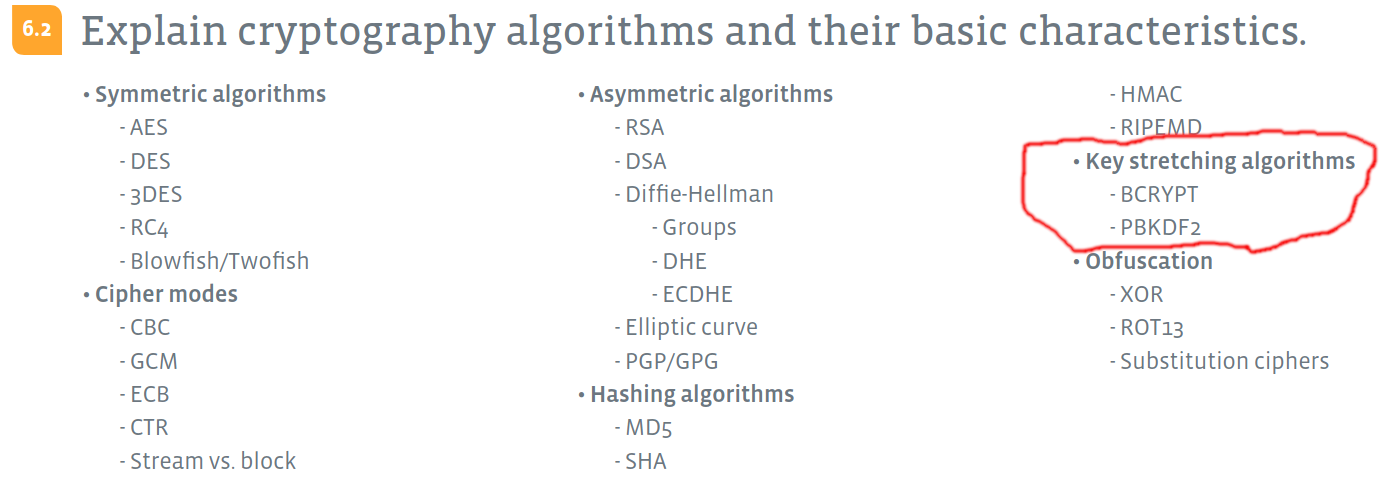 6.2 Explain cryptography algorithms and their basic characteristics.
• Symmetric algorithms
- AES
- DES
- 3DES
- RC4
- Blowfish/Twofish
• Cipher modes
- CBC
- GCM
- ECB
- CTR
- Stream vs. block
• Asymmetric algorithms
- RSA
- DSA
- Diffie-Hellman
- Groups
- DHE
- ECDHE
- Elliptic curve
- PGP/GPG
• Hashing algorithms
- MD5
- SHA
- HMAC
- RIPEMD
• Key stretching algorithms
- BCRYPT
- PBKDF2
• Obfuscation
- XOR
- ROT13
- Substitution ciphers